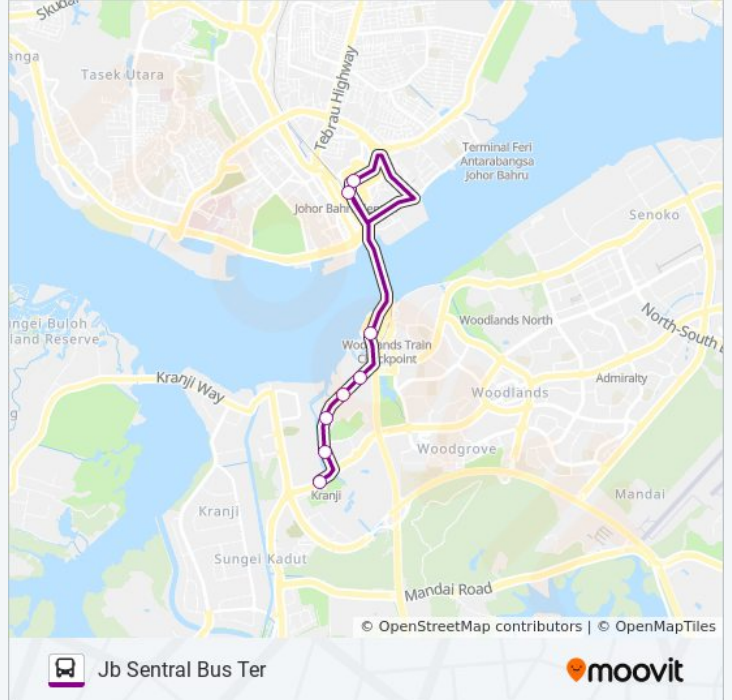 Skudai
anga
Tasek Utara
Tebrau Highway
Terminal Feri
Antarabangsa
Johor Bahru
Johor Bah
Senoko
ungei Buloh
land Reserve
Woodlands North
North-South
Woodlands Train
Checkpoint
Kranji Way
Admiralty
Woodlands
g
Woodgrove
Kranji
Kranji
Mandai
Sungei Kadut
Mandai Road
© OpenStreetMap contributors | © OpenMapTiles
Jb Sentral Bus Ter
moovit